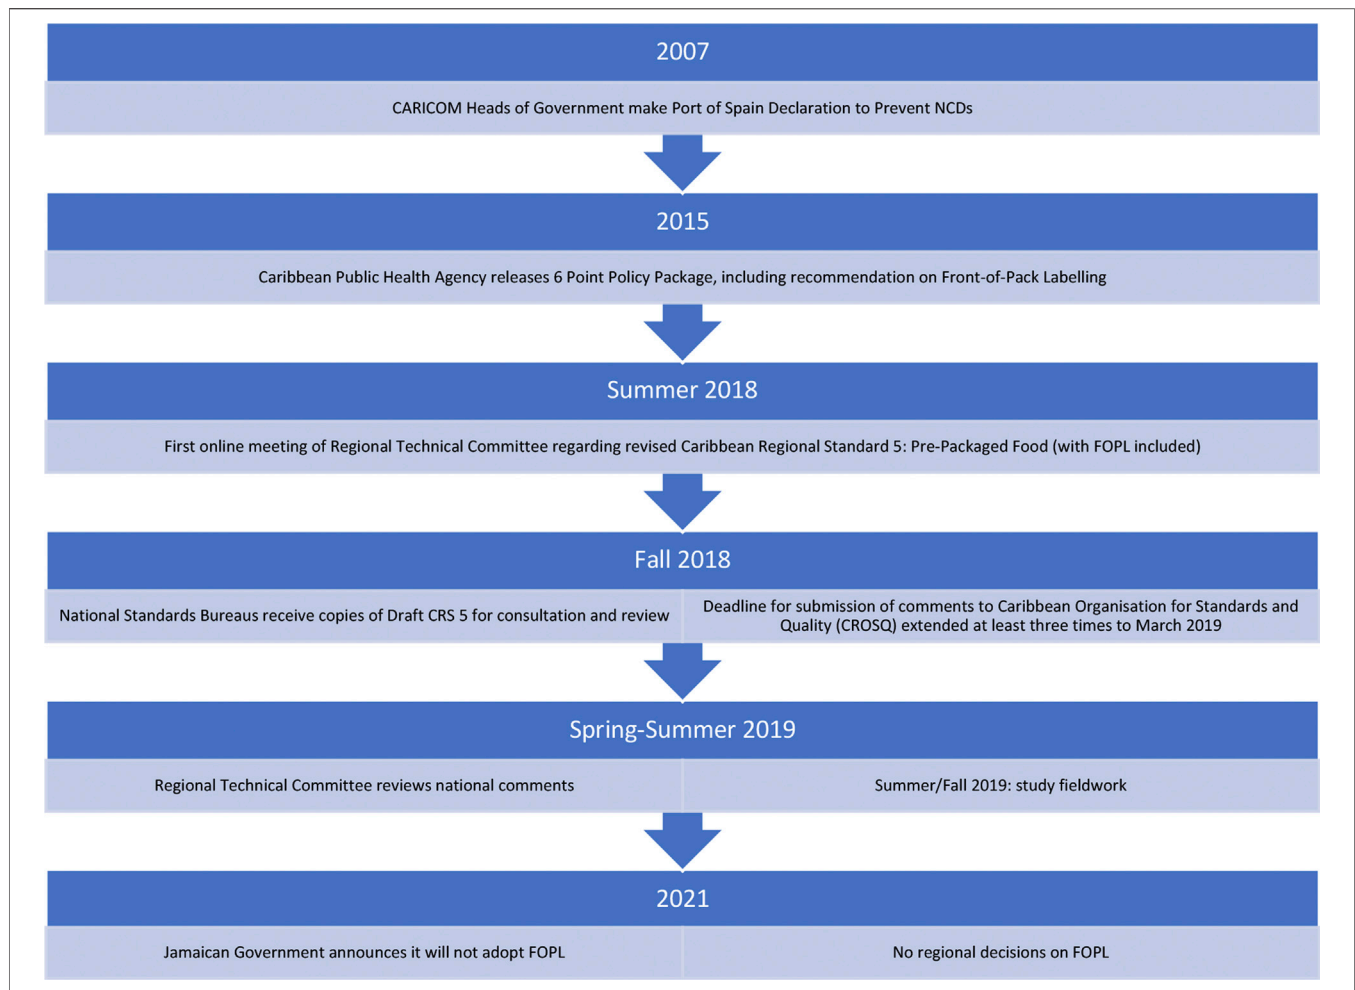 2007
CARICOM Heads of Government make Port of Spain Declaration to Prevent NCDs
2015
Caribbean Public Health Agency releases 6 Point Policy Package, including recommendation on Front-of-Pack Labelling
Summer 2018
First online meeting of Regional Technical Committee regarding revised Caribbean Regional Standard 5: Pre-Packaged Food (with FOPL included)
Fall 2018
National Standards Bureaus receive copies of Draft CRS 5 for consultation and review
Deadline for submission of comments to Caribbean Organisation for Standards and
Quality (CROSQ) extended at least three times to March 2019
Spring-Summer 2019
Regional Technical Committee reviews national comments
Summer/Fall 2019: study fieldwork
2021
Jamaican Government announces it will not adopt FOPL
No regional decisions on FOPL